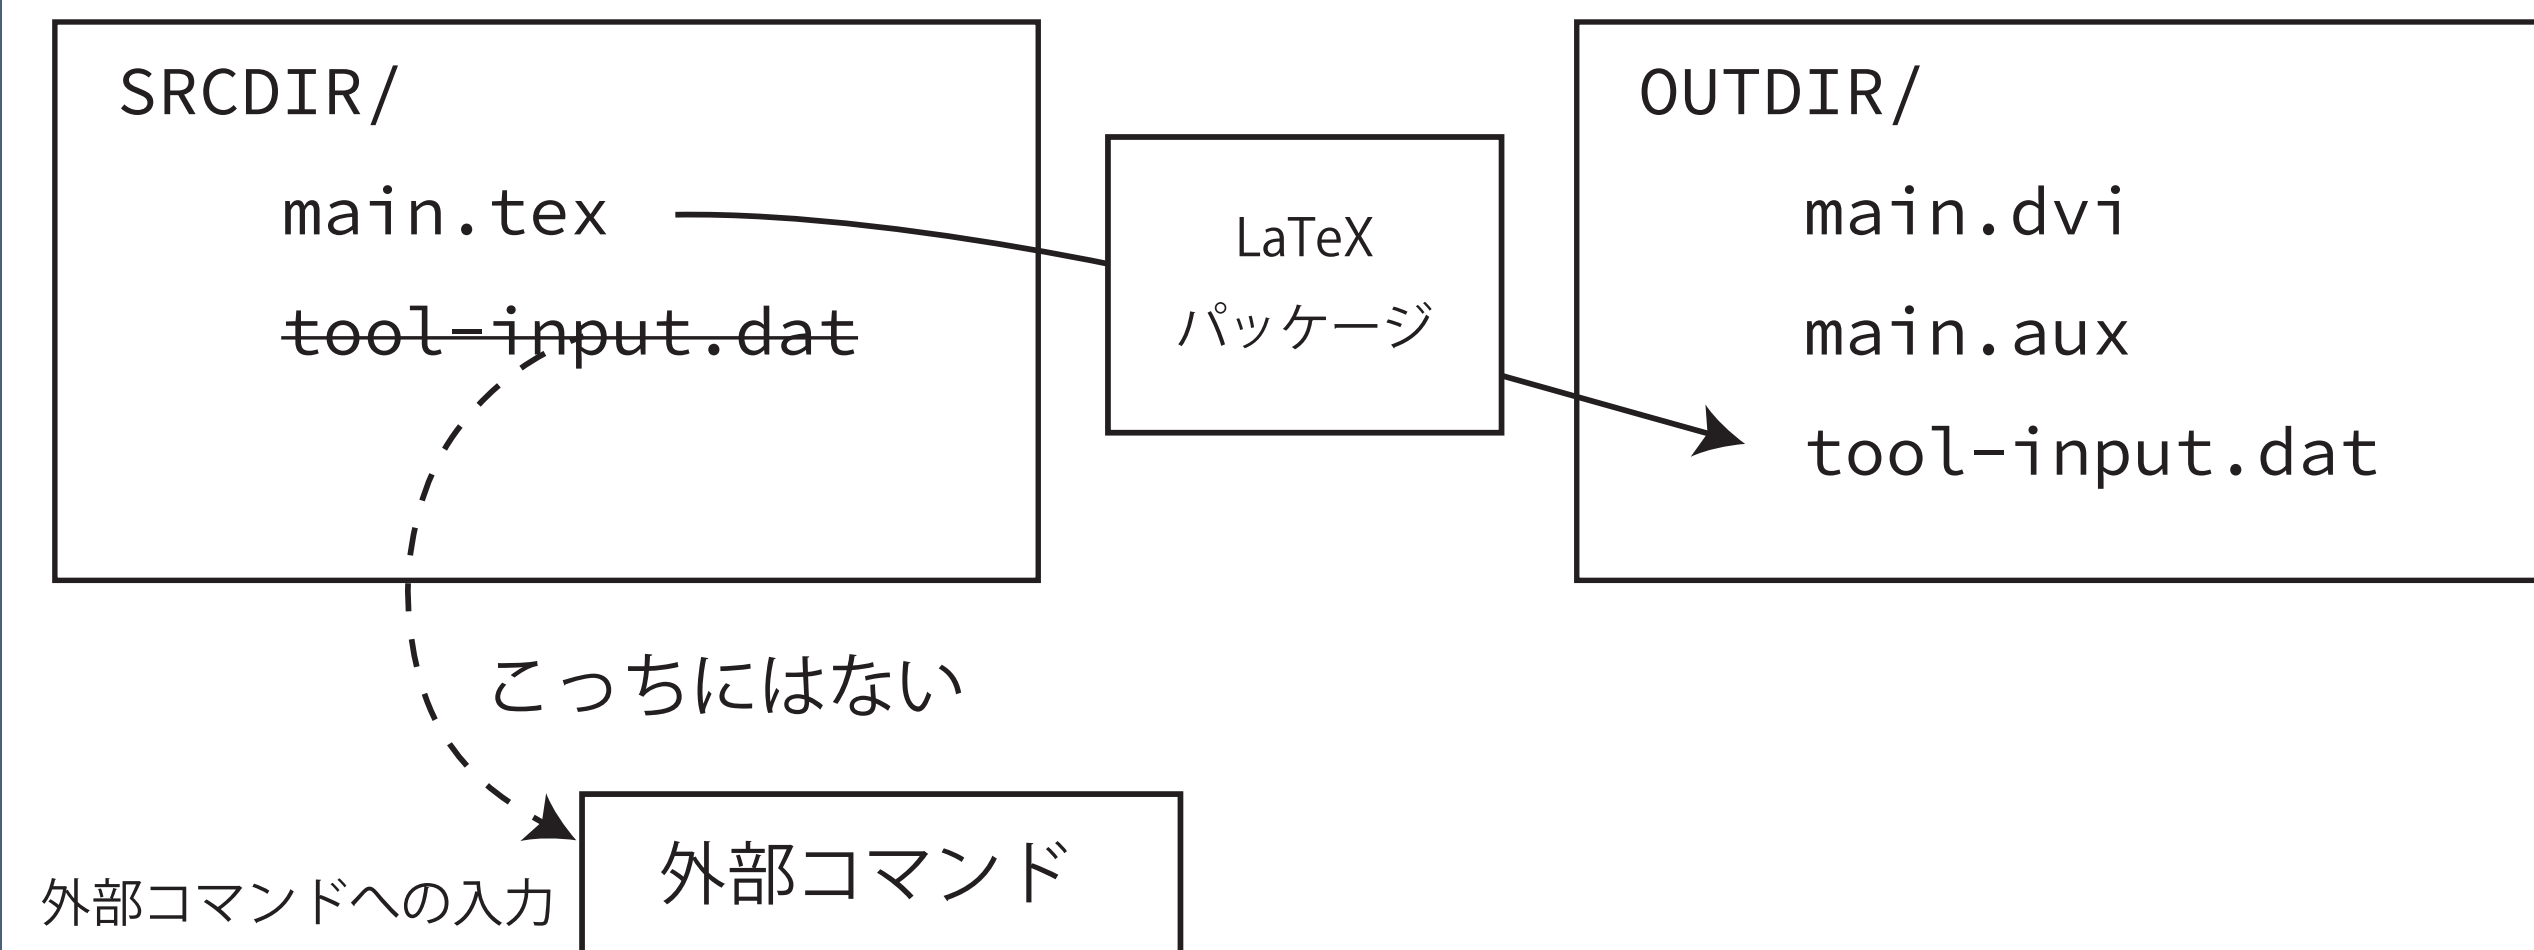 SRCDIR/
main.tex
tool-input.dat
LaTeX
パッケージ
OUTDIR/
main.dvi
main.aux
tool-input.dat
こっちにはない
外部コマンドへの入力
外部コマンド